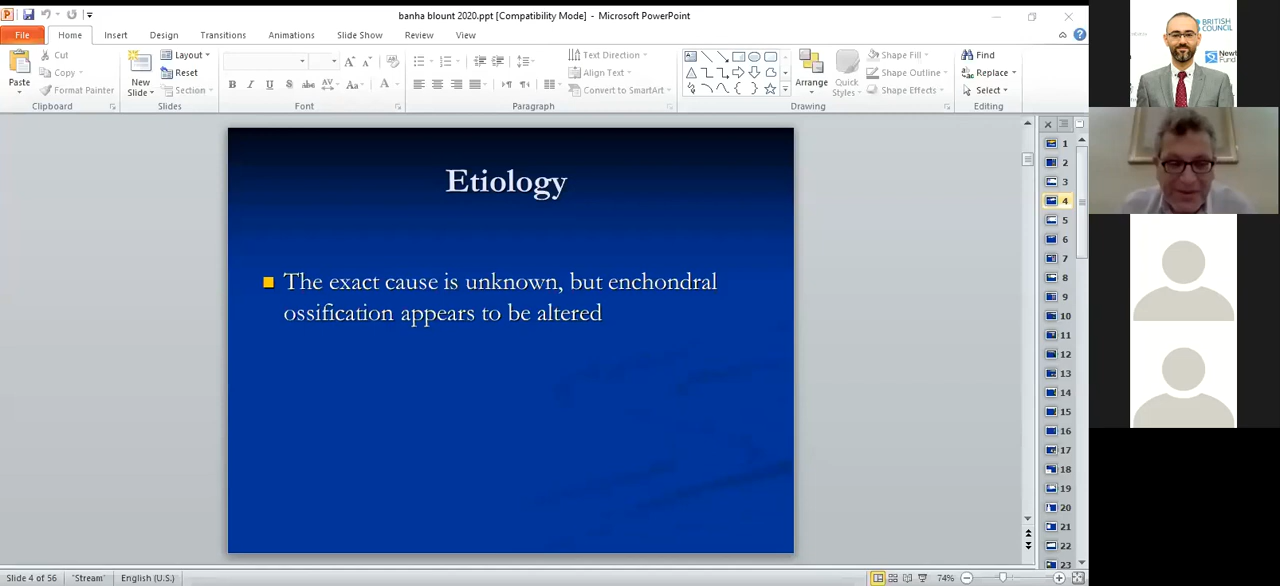 banha blount 2020.ppt [Compatibility Mode] – Microsoft PowerPoint
File Home Insert Design Transitions Animations Slide Show Review View
Paste
Cut
Copy
Format Painter
Clipboard
New Slide
Layout
Reset
Section
Slides
B I U S abc AV Aa A
Font
Paragraph
Text Direction
Align Text
Convert to SmartArt
Arrange
Quick Styles
Shape Fill
Shape Outline
Shape Effects
Drawing
Find
Replace
Select
Editing
Etiology
The exact cause is unknown, but enchondral
ossification appears to be altered
1
2
3
4
5
6
7
8
9
10
11
12
13
14
15
16
17
18
19
20
21
22
23
BRITISH
COUNCIL
Fund
Slide 4 of 56 "Stream" English (U.S.) 74%